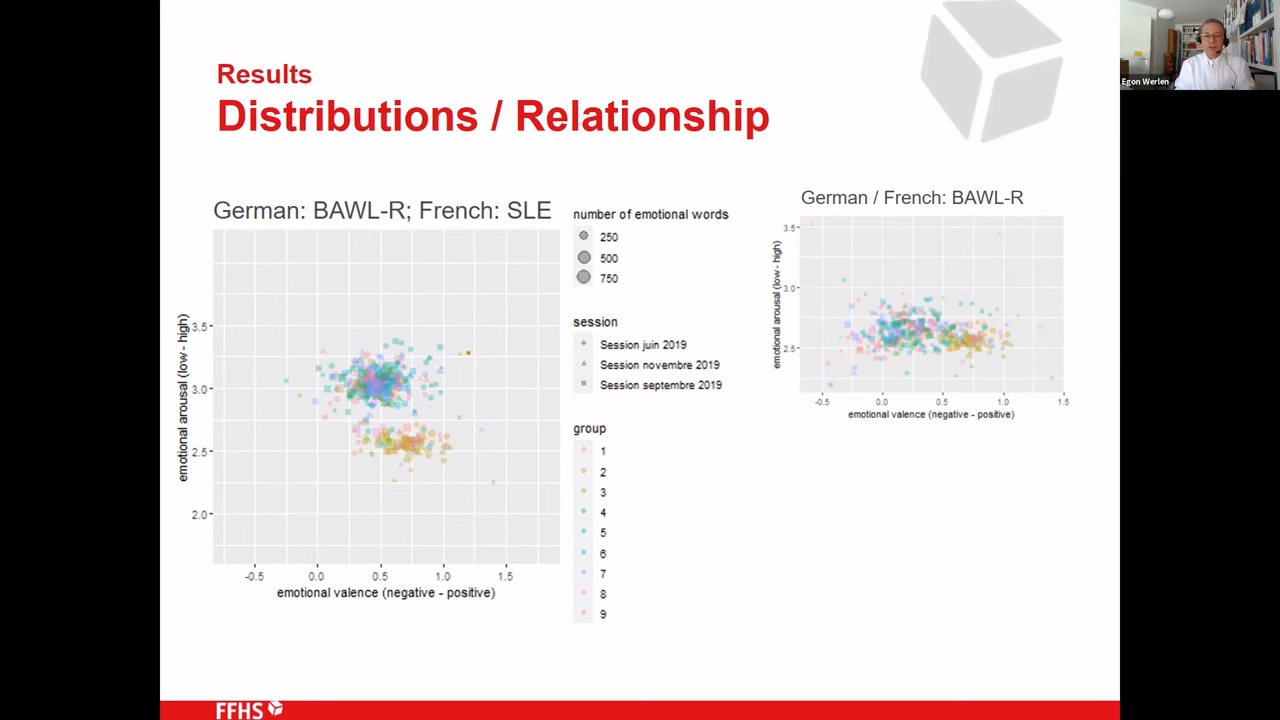 Results
Distributions / Relationship
Egon Werlen
German: BAWL-R; French: SLE
3.5
3.0
2.5
2.0
emotional arousal (low - high)
-0.5 0.0 0.5 1.0 1.5
emotional valence (negative - positive)
number of emotional words
250
500
750
session
Session juin 2019
Session novembre 2019
Session septembre 2019
group
1
2
3
4
5
6
7
8
9
German / French: BAWL-R
3.5
3.0
2.5
emotional arousal (low - high)
-0.5 0.0 0.5 1.0 1.5
emotional valence (negative - positive)
FFHS